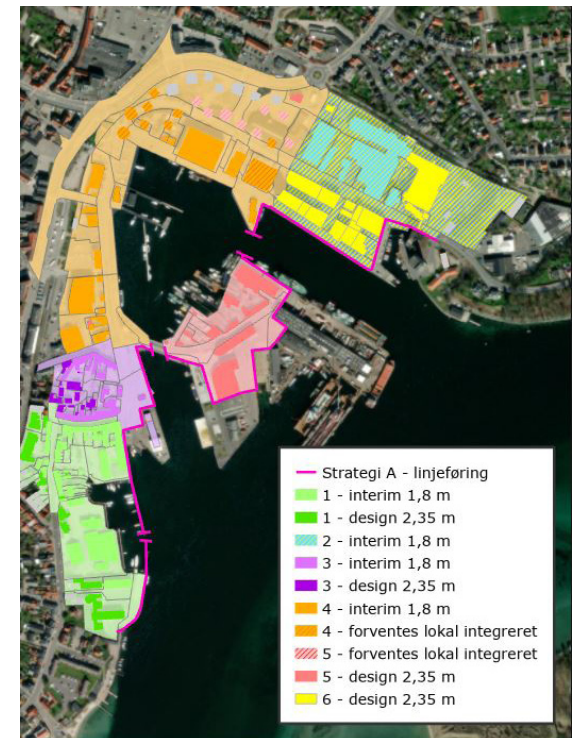 Strategi A - linjeføring
1 - interim 1,8 m
1 - design 2,35 m
2 - interim 1,8 m
3 - interim 1,8 m
3 - design 2,35 m
4 - interim 1,8 m
4 - forventes lokal integreret
5 - forventes lokal integreret
5 - design 2,35 m
6 - design 2,35 m